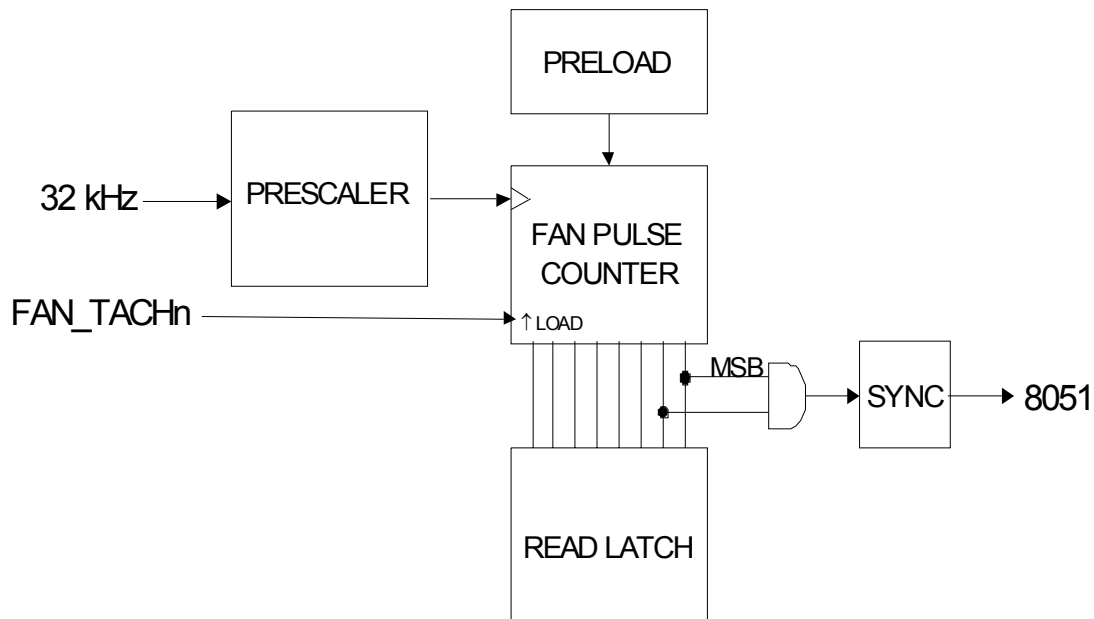 PRELOAD
32 kHz
PRESCALER
FAN PULSE
COUNTER
FAN_TACHn
↑ LOAD
MSB
SYNC
8051
READ LATCH